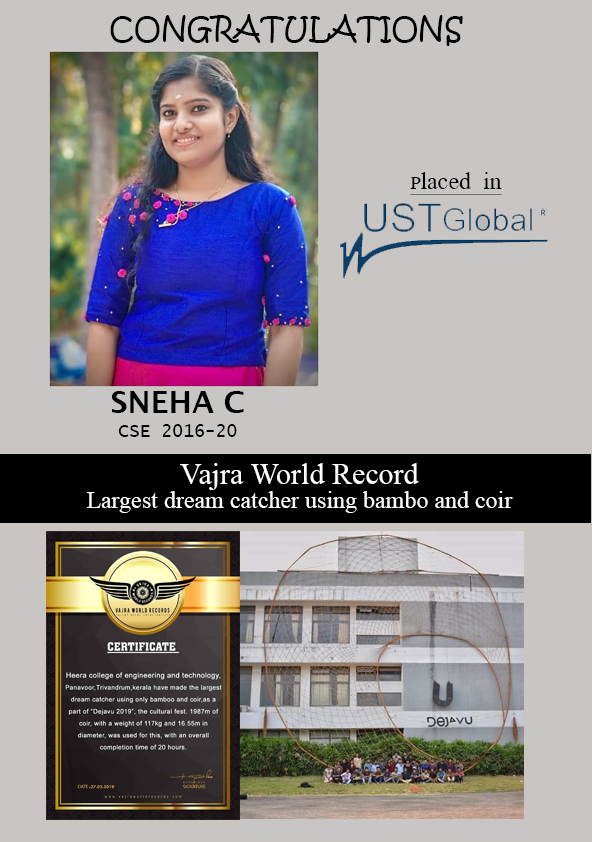 CONGRATULATIONS
Placed in
USTGlobal ®
SNEHA C
CSE 2016-20
Vajra World Record
Largest dream catcher using bambo and coir
VAJRA WORLD RECORDS
CERTIFICATE
Heera college of engineering and technology,
Panavoor,Trivandrum,kerala have made the largest
dream catcher using only bamboo and coir,as a
part of "Dejavu 2019", the cultural fest. 1987m of
coir, with a weight of 117kg and 16.55m in
diameter, was used for this, with an overall
completion time of 20 hours.
DATE:27.03.2019
SIGNATURE
www.vajraworldrecords.com
DEJAVU